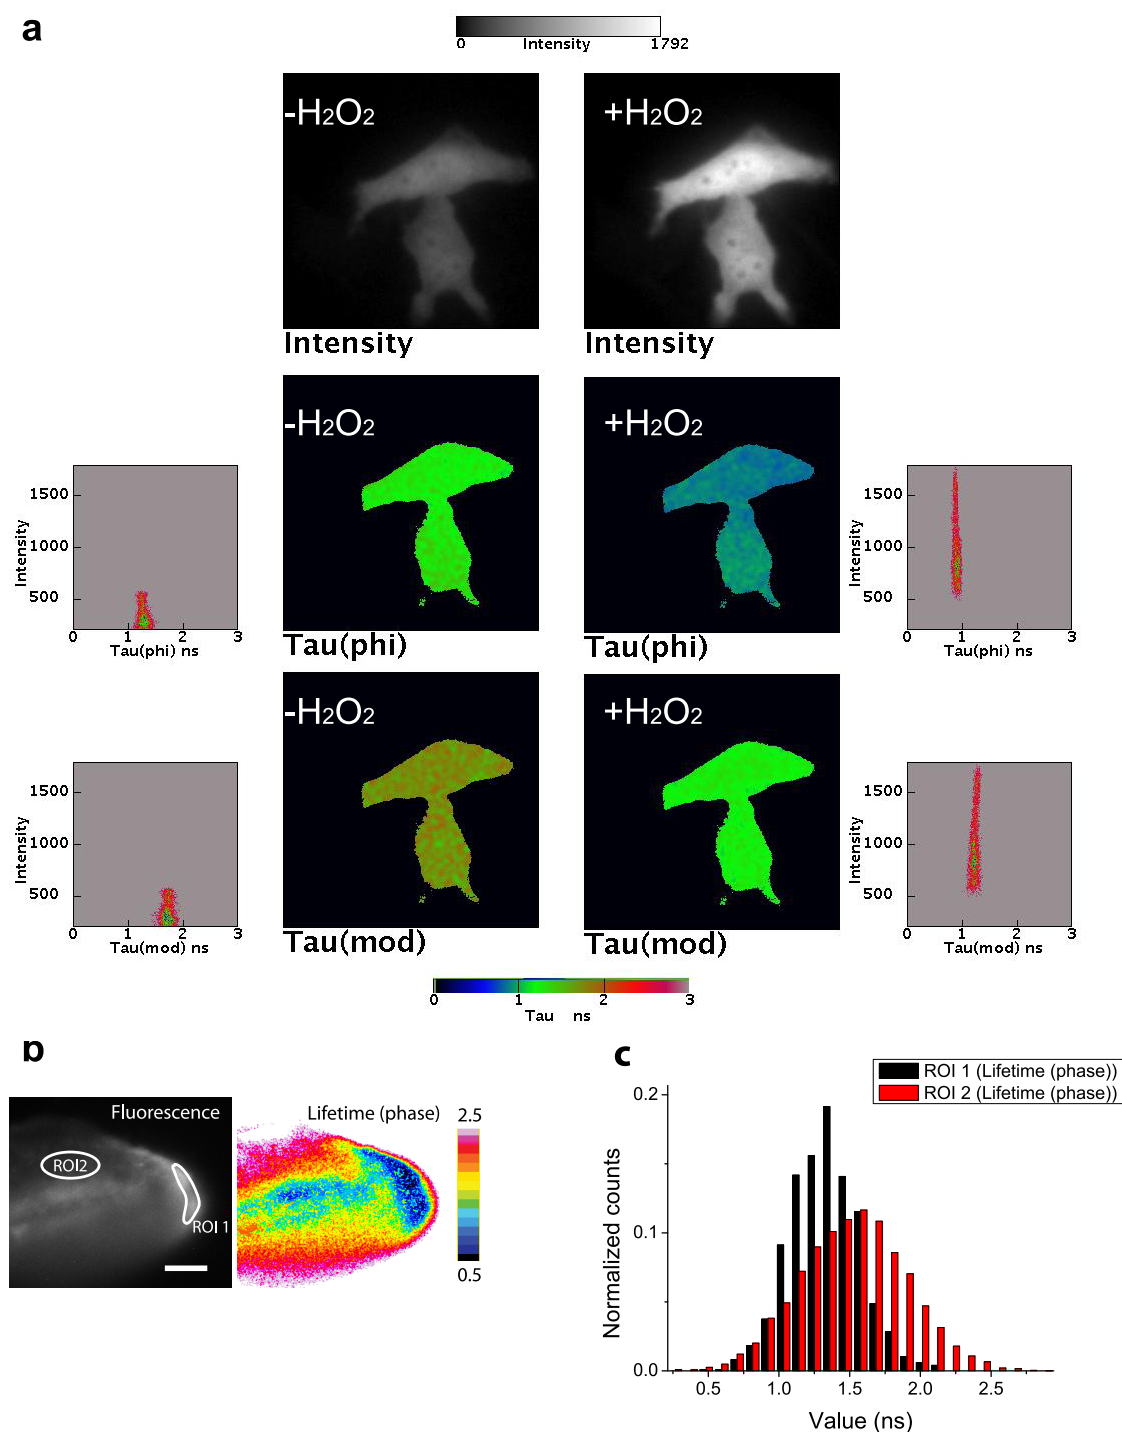 a
0 Intensity 1792
-H2O2
+H2O2
Intensity
Intensity
-H2O2
+H2O2
1500
1000
500
Intensity
0 1 2 3
Tau(phi) ns
Tau(phi)
Tau(phi)
1500
1000
500
Intensity
0 1 2 3
Tau(phi) ns
-H2O2
+H2O2
1500
1000
500
Intensity
0 1 2 3
Tau(mod) ns
Tau(mod)
Tau(mod)
1500
1000
500
Intensity
0 1 2 3
Tau(mod) ns
0 1 2 3
Tau ns
b
Fluorescence
ROI2
ROI 1
Lifetime (phase)
2.5
0.5
c
ROI 1 (Lifetime (phase))
ROI 2 (Lifetime (phase))
0.2
0.1
0.0
Normalized counts
0.5 1.0 1.5 2.0 2.5
Value (ns)